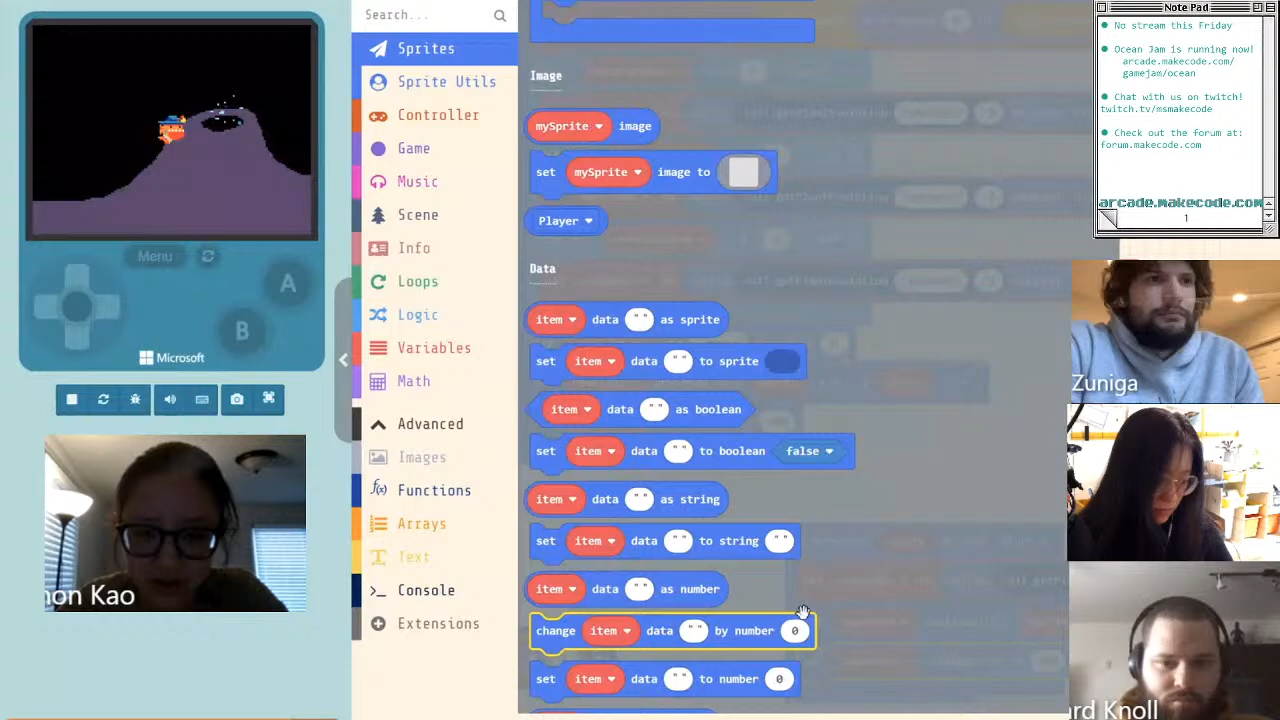 Search...
Sprites
Sprite Utils
Controller
Game
Music
Scene
Info
Loops
Logic
Variables
Math
Advanced
Images
Functions
Arrays
Text
Console
Extensions
Menu
A
B
Microsoft
Image
mySprite image
set mySprite image to
Player
Data
item data "" as sprite
set item data "" to sprite
item data "" as boolean
set item data "" to boolean false
item data "" as string
set item data "" to string ""
item data "" as number
change item data "" by number 0
set item data "" to number 0
Note Pad
No stream this Friday
Ocean Jam is running now!
arcade.makecode.com/
gamejam/ocean
Chat with us on twitch!
twitch.tv/msmakecode
Check out the forum at:
forum.makecode.com
arcade.makecode.com
1
Zuniga
non Kao
ard Knoll